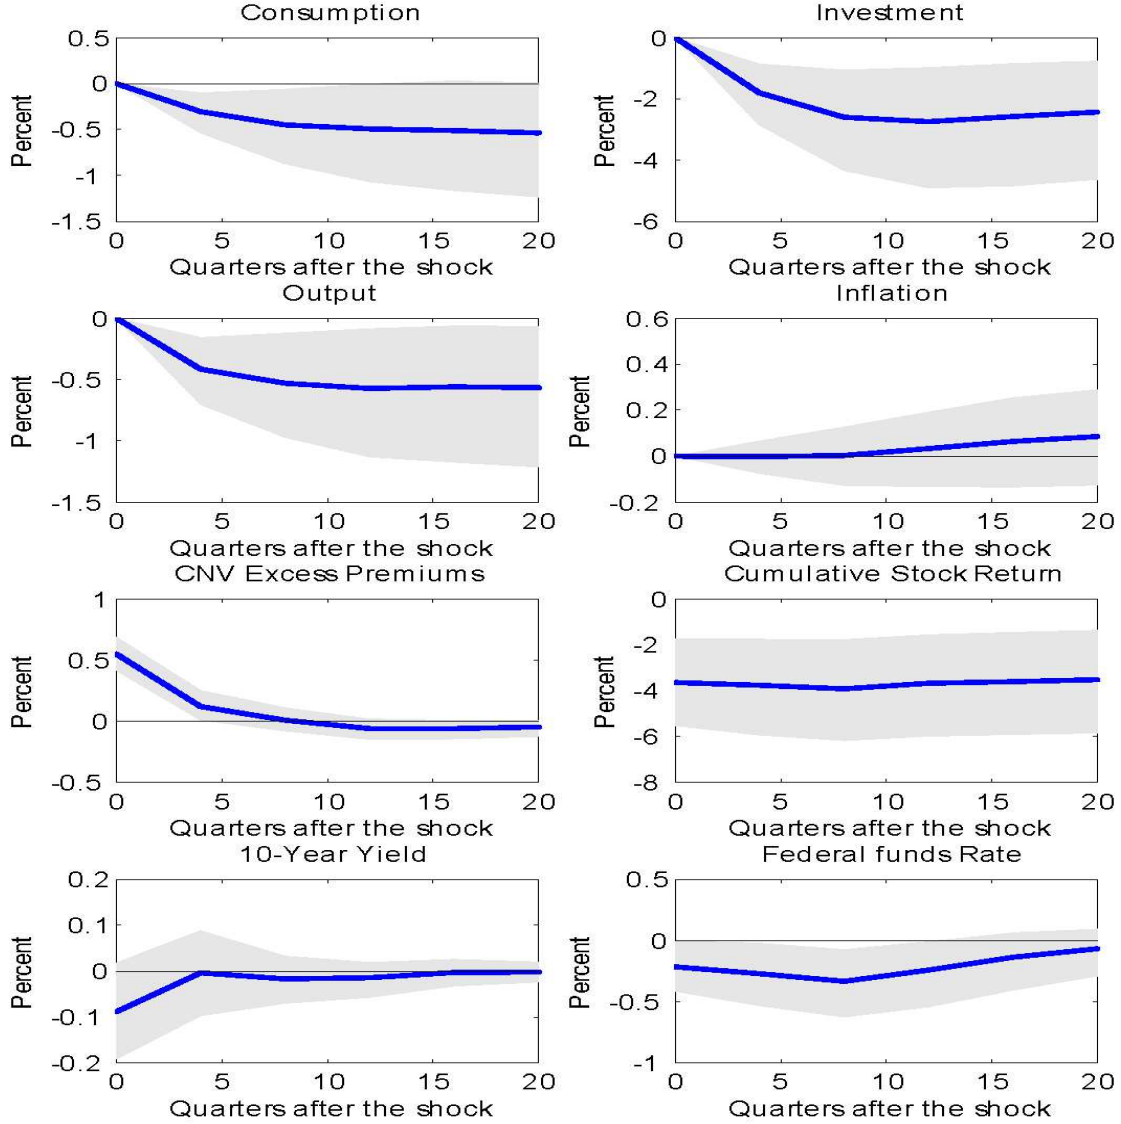 Consumption
Percent
0.5
0
-0.5
-1
-1.5
0 5 10 15 20
Quarters after the shock
Investment
Percent
0
-2
-4
-6
0 5 10 15 20
Quarters after the shock
Output
Percent
0
-0.5
-1
-1.5
0 5 10 15 20
Quarters after the shock
Inflation
Percent
0.6
0.4
0.2
0
-0.2
0 5 10 15 20
Quarters after the shock
CNV Excess Premiums
Percent
1
0.5
0
-0.5
0 5 10 15 20
Quarters after the shock
Cumulative Stock Return
Percent
0
-2
-4
-6
-8
0 5 10 15 20
Quarters after the shock
10-Year Yield
Percent
0.2
0.1
0
-0.1
-0.2
0 5 10 15 20
Quarters after the shock
Federal funds Rate
Percent
0.5
0
-0.5
-1
0 5 10 15 20
Quarters after the shock